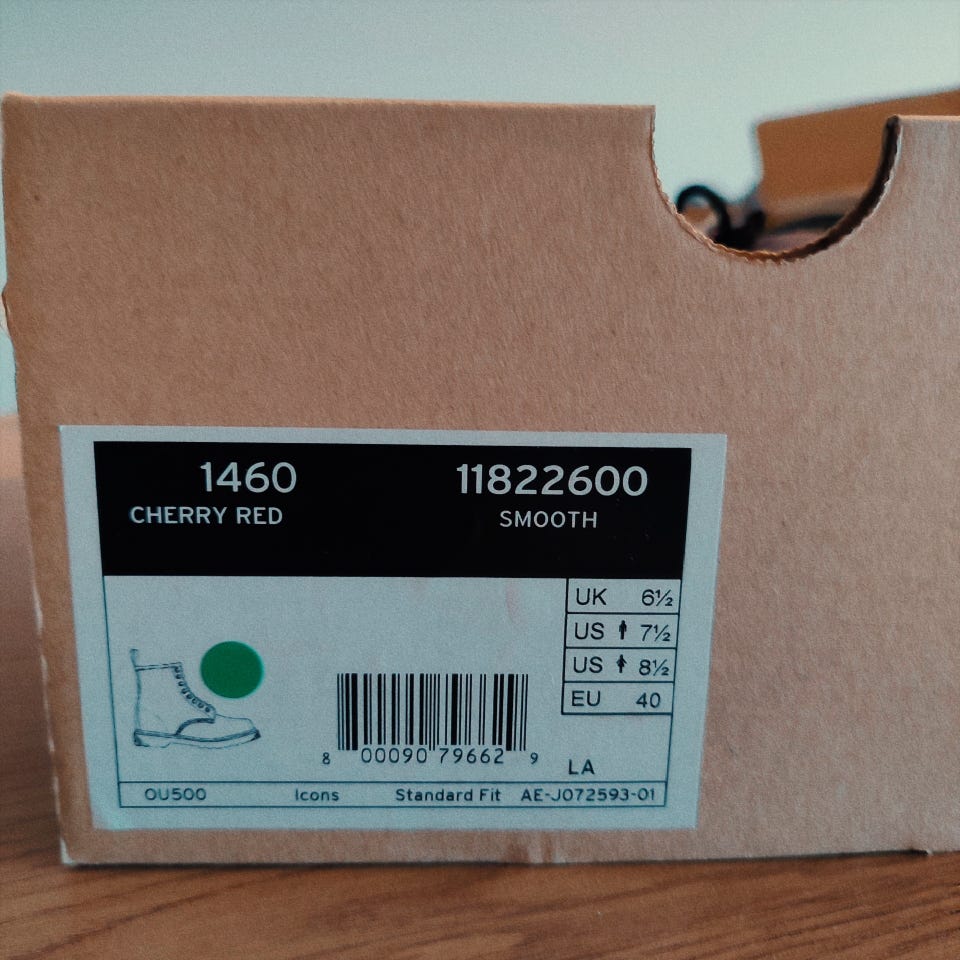 1460 11822600
CHERRY RED SMOOTH
UK 6½
US 7½
US 8½
EU 40
8 00090 79662 9
LA
OU500 Icons Standard Fit AE-J072593-01